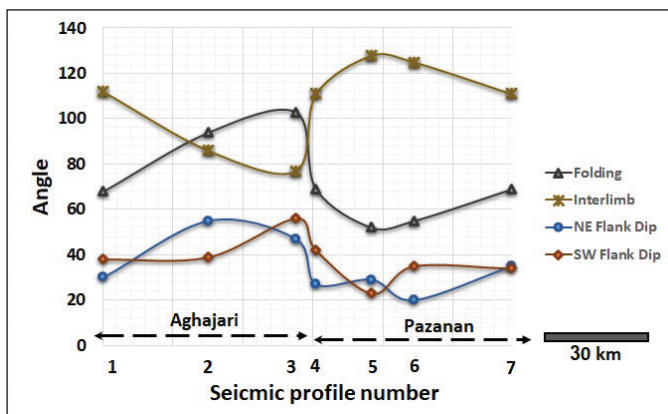 140
120
100
80
60
40
20
0
Angle
Aghajari
Pazanan
1 2 3 4 5 6 7
Seicmic profile number
Folding
Interlimb
NE Flank Dip
SW Flank Dip
30 km